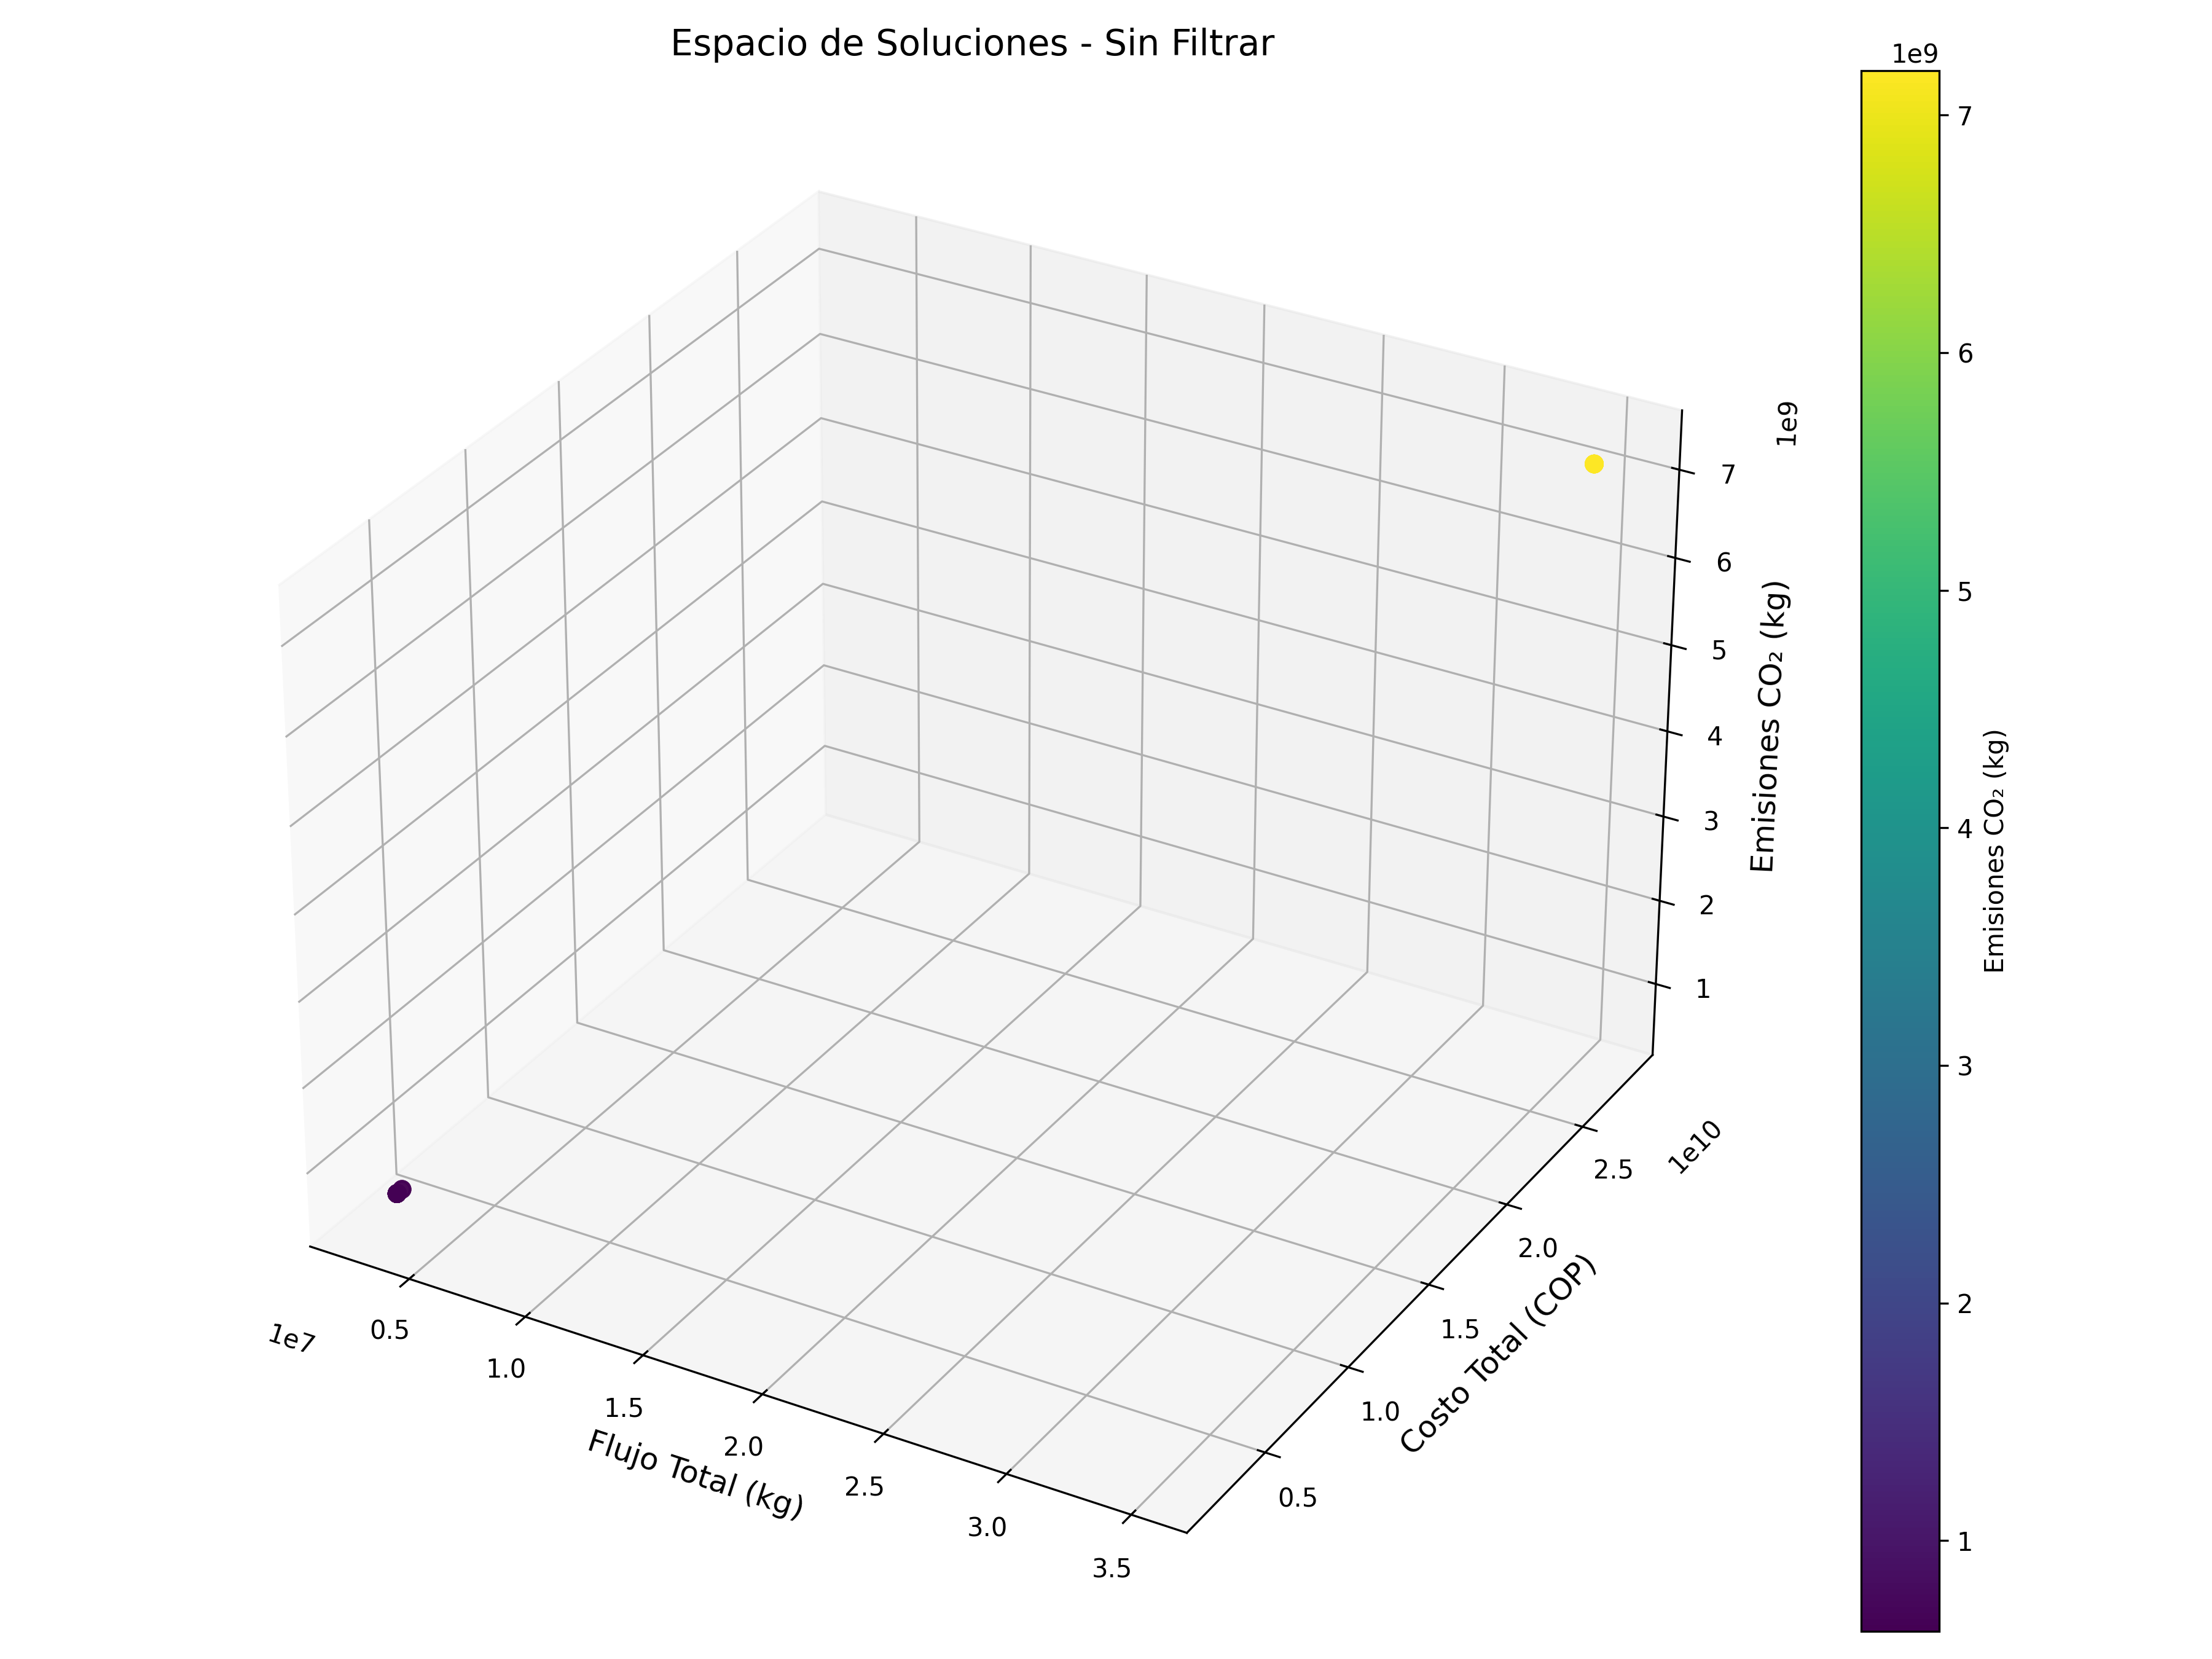 Espacio de Soluciones - Sin Filtrar
1e9
7
6
5
4
3
2
1
Emisiones CO₂ (kg)
1e9
7
6
5
4
3
2
1
Emisiones CO₂ (kg)
1e10
2.5
2.0
1.5
1.0
0.5
Costo Total (COP)
1e7
0.5
1.0
1.5
2.0
2.5
3.0
3.5
Flujo Total (kg)